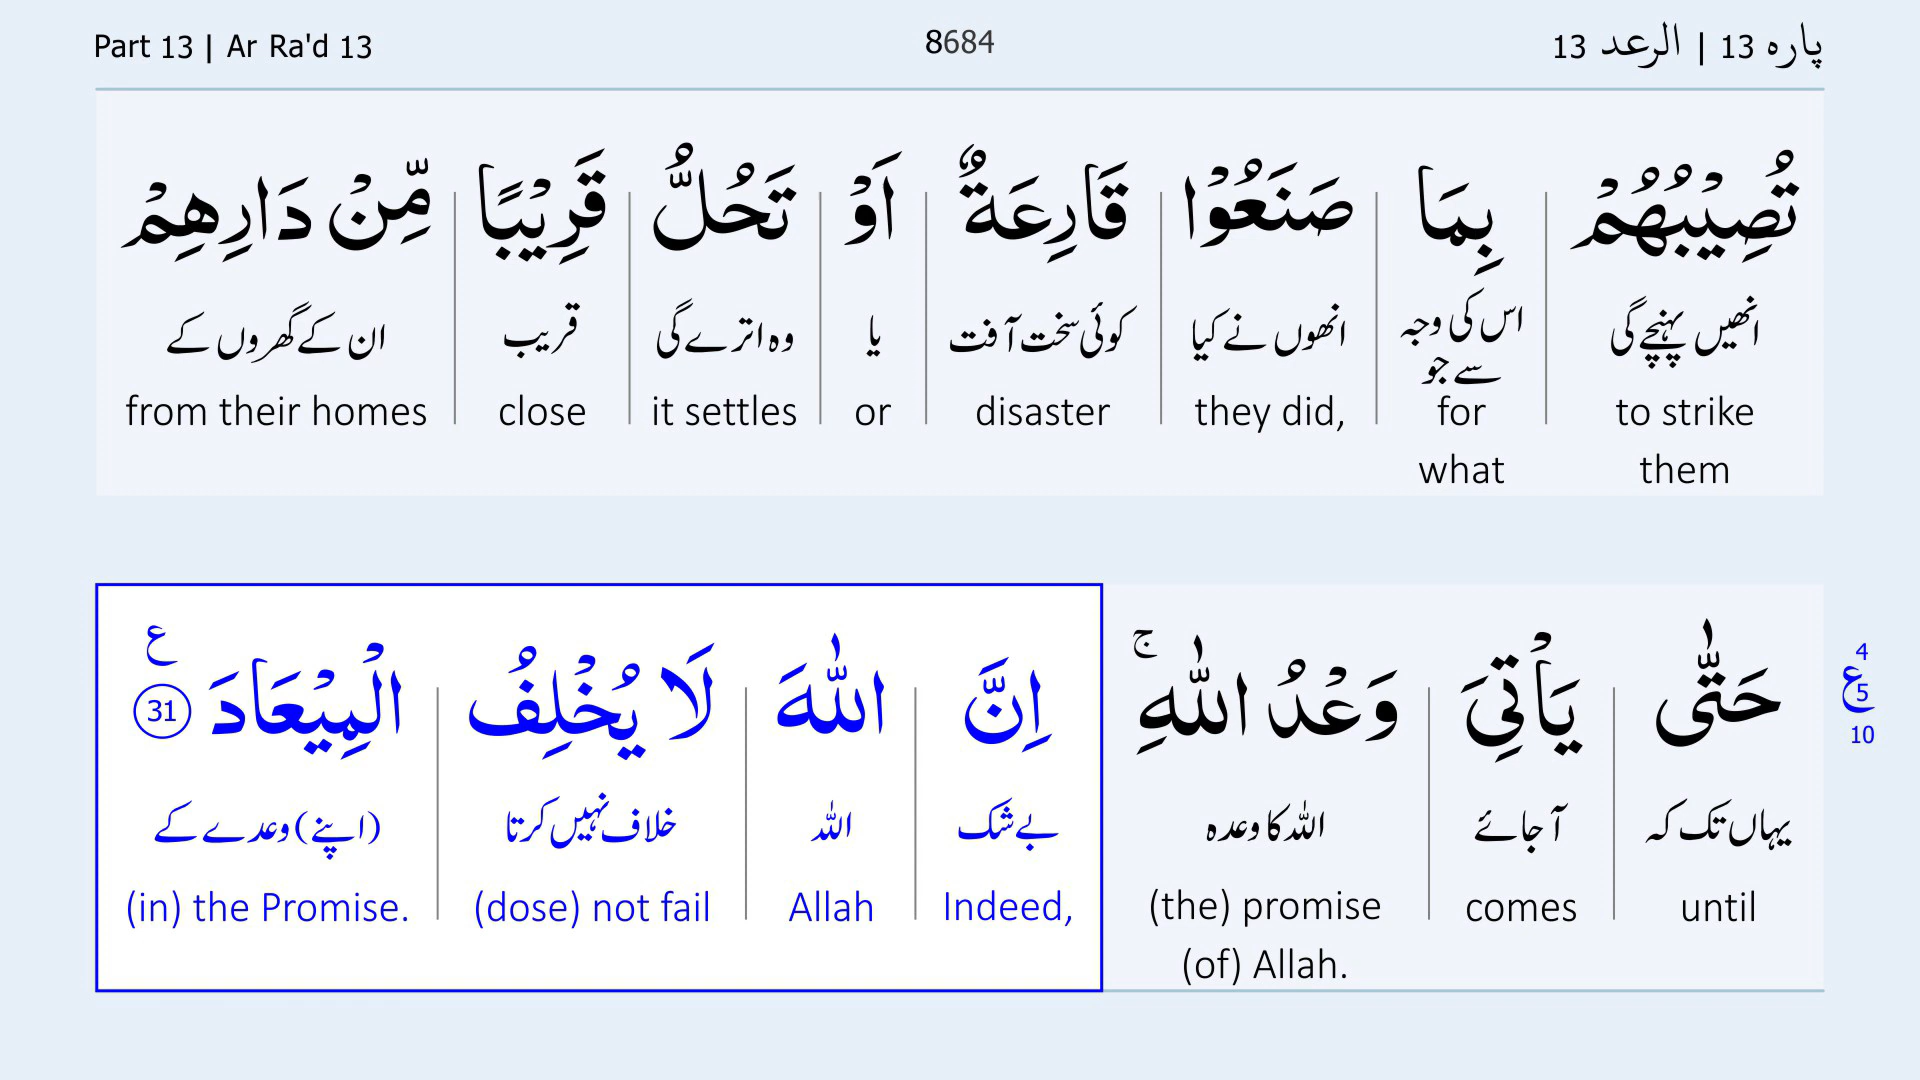 Part 13 | Ar Ra'd 13
8684
پارہ 13 | الرعد 13
تُصِيْبُهُمْ بِمَا صَنَعُوْا قَارِعَةٌ اَوْ تَحُلُّ قَرِيْبًا مِّنْ دَارِهِمْ
انھیں پہنچے گی اس کی وجہ سے جو انھوں نے کیا کوئی سخت آفت یا وہ اترے گی قریب ان کے گھروں کے
to strike them for what they did, disaster or it settles close from their homes
حَتّٰى يَاْتِيَ وَعْدُ اللّٰهِ ۚ اِنَّ اللّٰهَ لَا يُخْلِفُ الْمِيْعَادَ ع 31
4
ع 5
10
یہاں تک کہ آ جائے اللہ کا وعدہ بے شک اللہ خلاف نہیں کرتا (اپنے) وعدے کے
until comes (the) promise (of) Allah. Indeed, Allah (dose) not fail (in) the Promise.